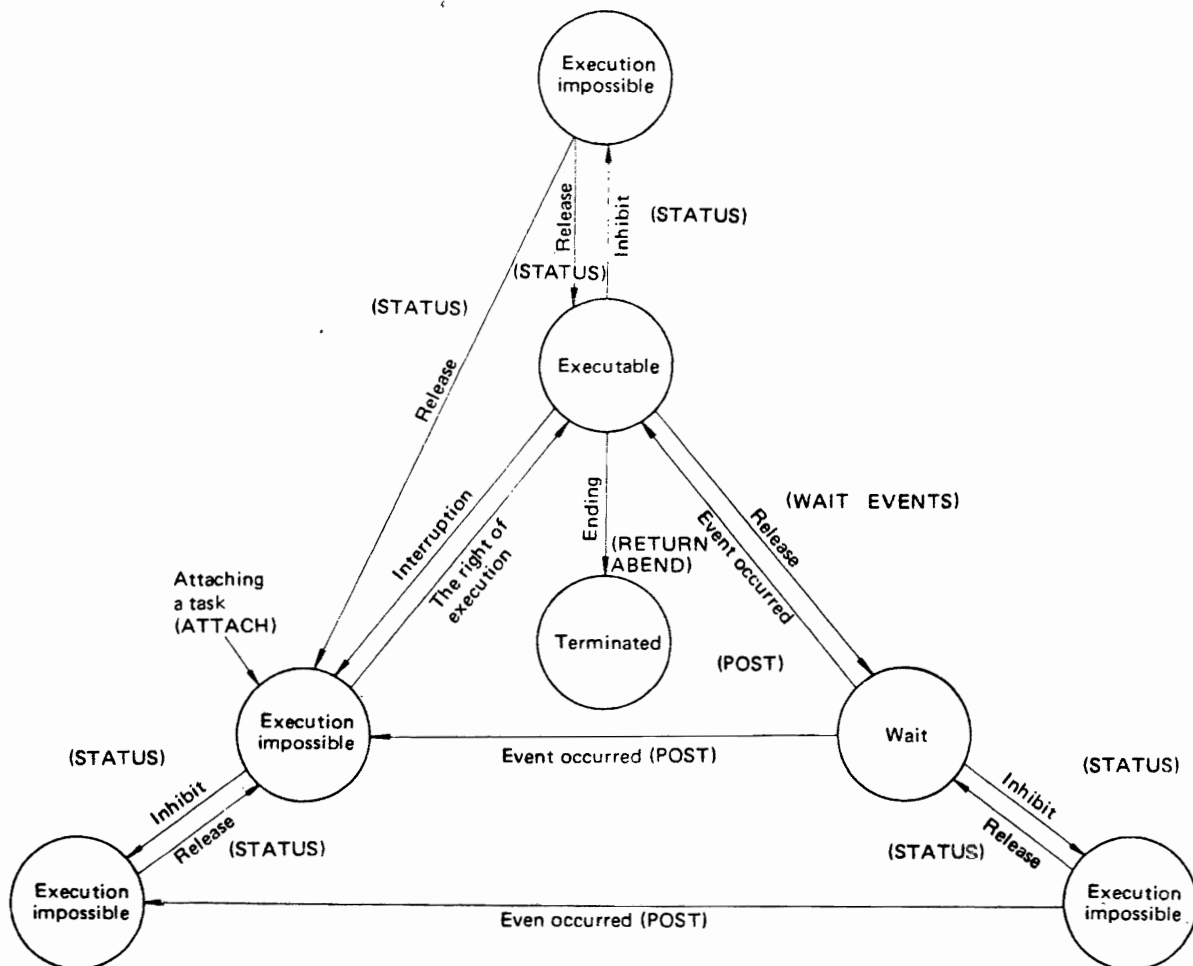 Execution
impossible
Release
Inhibit
(STATUS)
(STATUS)
(STATUS)
Release
Executable
Interruption
The right of
execution
Ending
(RETURN
ABEND)
(WAIT EVENTS)
Release
Event occurred
Attaching
a task
(ATTACH)
Terminated
(POST)
Execution
impossible
Event occurred (POST)
Wait
(STATUS)
Inhibit
Release
(STATUS)
(STATUS)
Inhibit
Release
(STATUS)
Execution
impossible
Even occurred (POST)
Execution
impossible